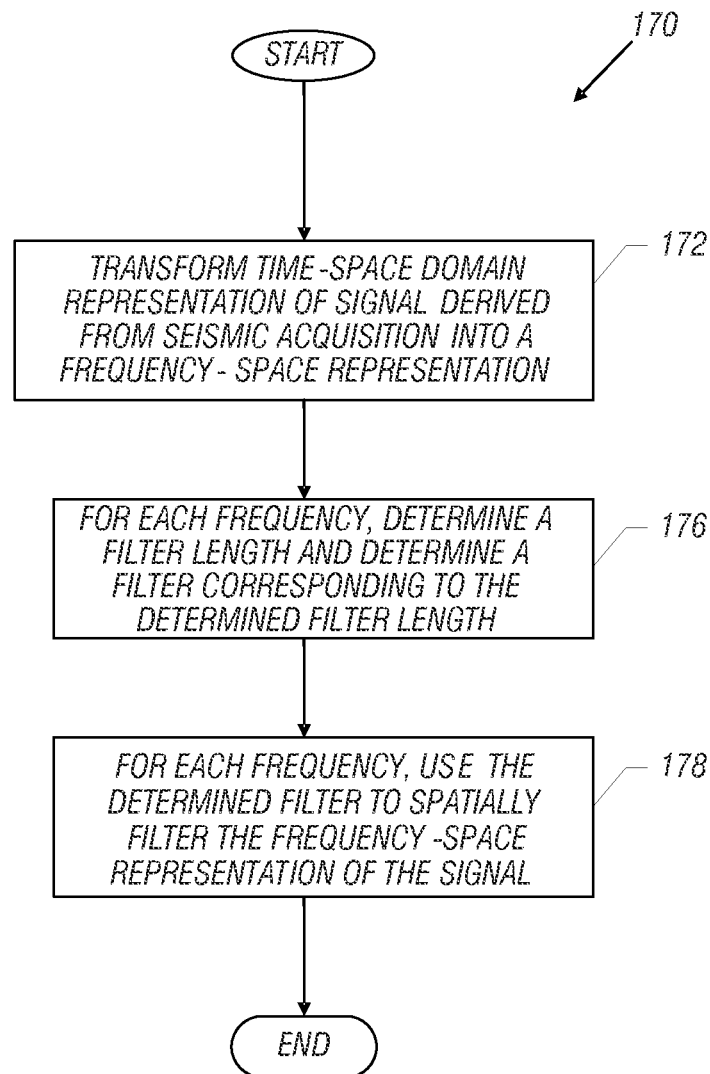 170
START
TRANSFORM TIME-SPACE DOMAIN
REPRESENTATION OF SIGNAL DERIVED
FROM SEISMIC ACQUISITION INTO A
FREQUENCY- SPACE REPRESENTATION
172
FOR EACH FREQUENCY, DETERMINE A
FILTER LENGTH AND DETERMINE A
FILTER CORRESPONDING TO THE
DETERMINED FILTER LENGTH
176
FOR EACH FREQUENCY, USE THE
DETERMINED FILTER TO SPATIALLY
FILTER THE FREQUENCY-SPACE
REPRESENTATION OF THE SIGNAL
178
END